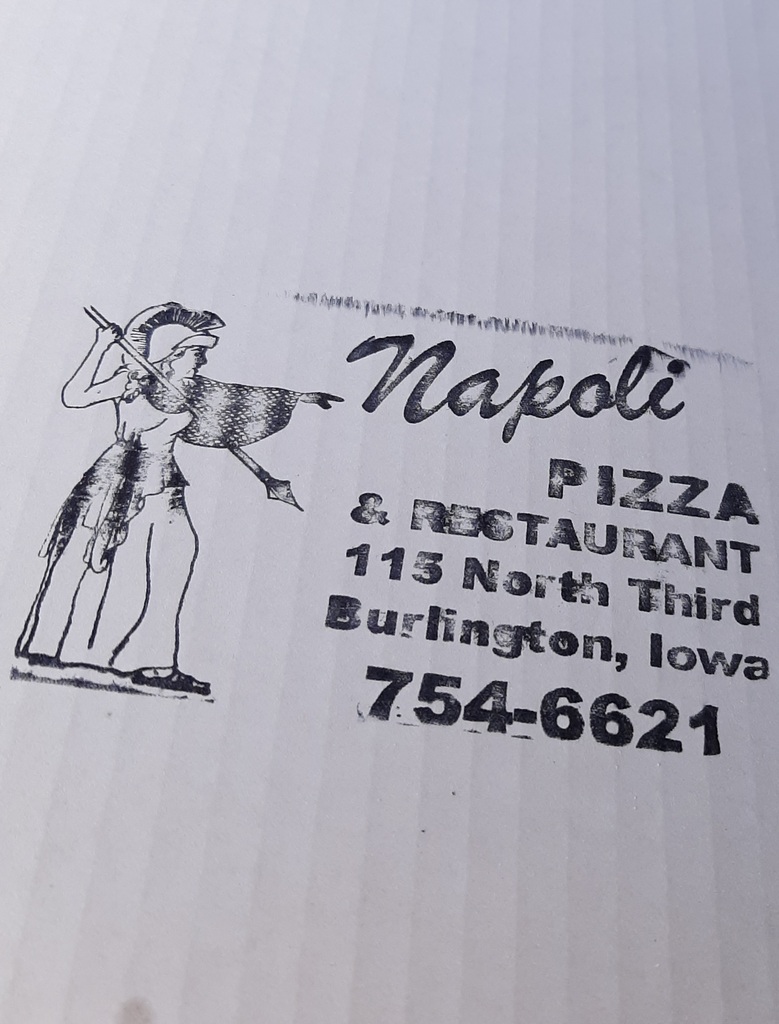 Napoli
PIZZA
& RESTAURANT
115 North Third
Burlington, Iowa
754-6621